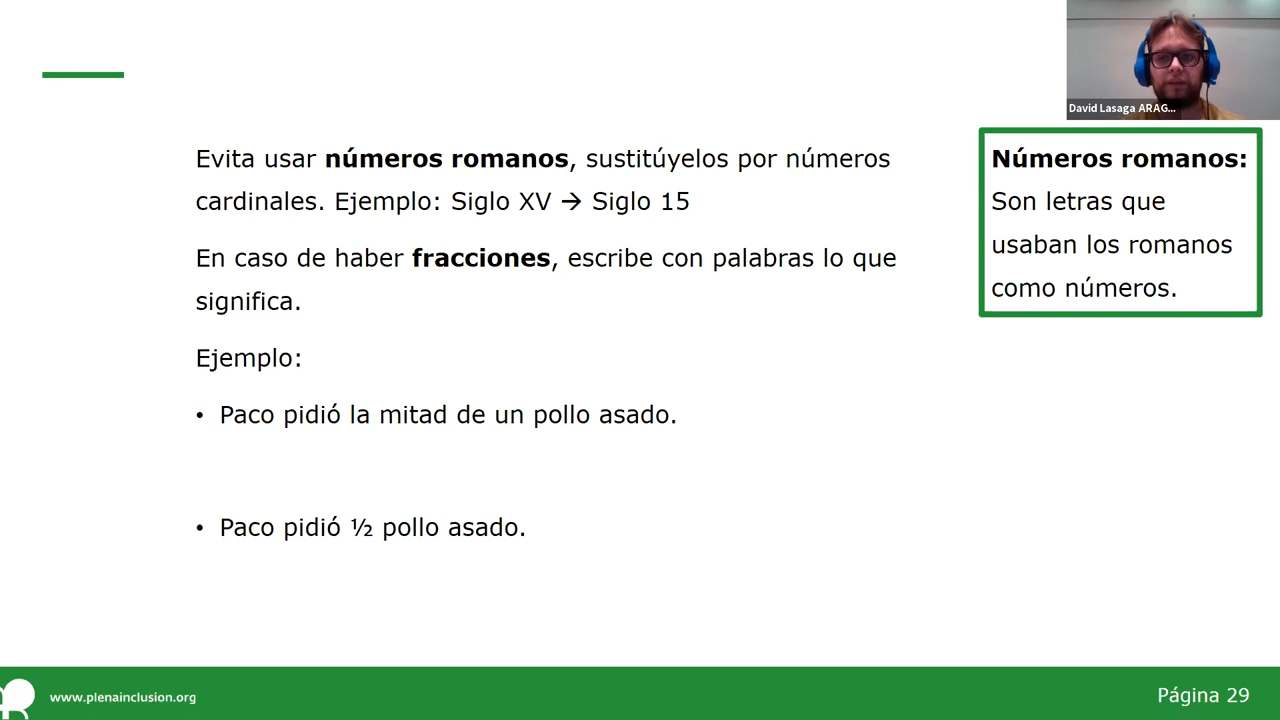 David Lasaga ARAG...
Evita usar números romanos, sustitúyelos por números
cardinales. Ejemplo: Siglo XV → Siglo 15
En caso de haber fracciones, escribe con palabras lo que
significa.
Ejemplo:
• Paco pidió la mitad de un pollo asado.
• Paco pidió ½ pollo asado.
Números romanos:
Son letras que
usaban los romanos
como números.
www.plenainclusion.org
Página 29